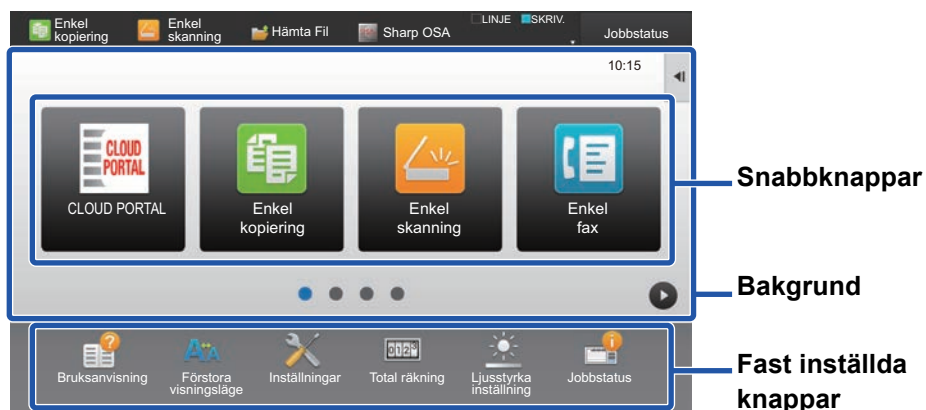 Enkel
kopiering
Enkel
skanning
Hämta Fil
Sharp OSA
LINJE
SKRIV.
Jobbstatus
10:15
CLOUD
PORTAL
CLOUD PORTAL
Enkel
kopiering
Enkel
skanning
Enkel
fax
Snabbknappar
Bakgrund
Bruksanvisning
Förstora
visningsläge
Inställningar
Total räkning
Ljusstyrka
inställning
Jobbstatus
Fast inställda
knappar